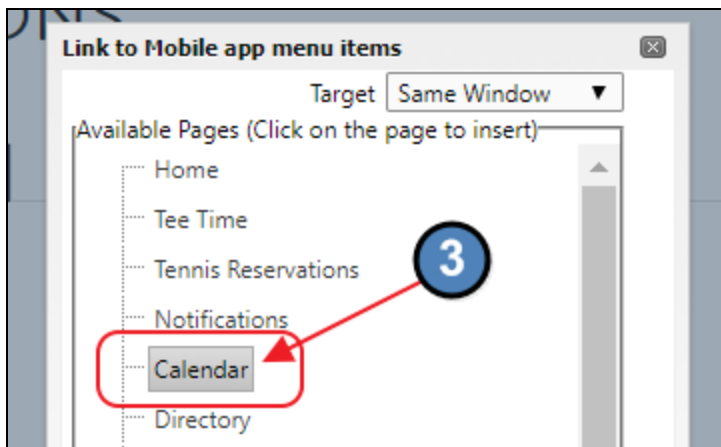 Link to Mobile app menu items
Target Same Window
Available Pages (Click on the page to insert)
Home
Tee Time
Tennis Reservations
3
Notifications
Calendar
Directory